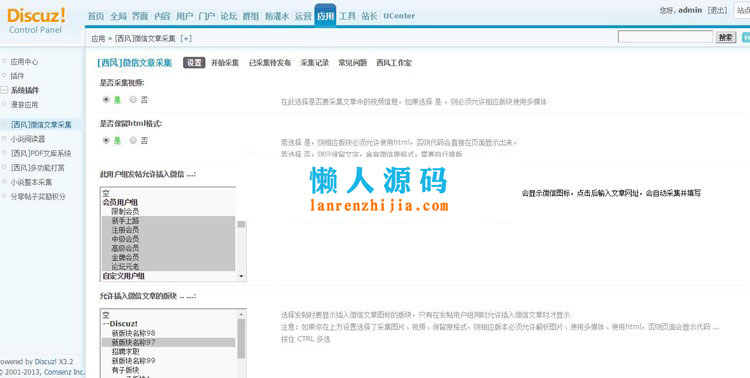 Discuz!
Control Panel
首页 全局 界面 内容 用户 门户 论坛 群组 防灌水 运营 应用 工具 站长 UCenter
您好, admin [退出] 站点
应用 » [西风]微信文章采集 [+]
搜索
应用中心
插件
系统插件
漫游应用
[西风]微信文章采集
小说阅读器
[西风]PDF文库系统
[西风]多功能打赏
小说整本采集
分享帖子奖励积分
Powered by Discuz! X3.2
© 2001-2013, Comsenz Inc.
[西风]微信文章采集 设置 开始采集 已采集待发布 采集记录 常见问题 西风工作室
是否采集视频:
是 否
在此选择是否要采集文章中的视频信息, 如果选择 是 , 则必须允许相应版块使用多媒体
是否保留html格式:
是 否
若选择 是, 则相应版块必须允许使用html, 否则代码会直接在页面显示出来。
若选择 否, 则只保留文字,
此用户组发帖允许插入微信 ...:
空
会员用户组
限制会员
新手上路
注册会员
中级会员
高级会员
金牌会员
论坛元老
自定义用户组
会显示微信图标, 点击后输入文章网址, 会自动采集并填写
懒人源码
lanrenzhijia.com
允许插入微信文章的版块 .. ...:
空
--Discuz!
新版块名称98
新版块名称97
招聘求职
新版块名称99
有子版块
选择发帖时要显示插入微信文章图标的版块, 只有在发帖用户组同时允许插入微信文章时才显示
注意: 如果你在上方设置选择了采集图片、视频、保留原格式, 则相应版本必须允许解析图片、使用多媒体、使用html, 否则页面会显示代码 ...
按住 CTRL 多选